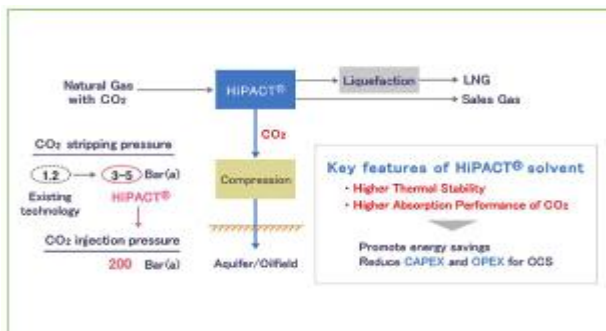 Natural Gas
with CO₂
HiPACT®
Liquefaction
LNG
Sales Gas
CO₂
CO₂ stripping pressure
1.2
3-5 Bar(a)
Existing
technology
HiPACT®
Compression
CO₂ injection pressure
200 Bar(a)
Aquifer/Oilfield
Key features of HiPACT® solvent
・Higher Thermal Stability
・Higher Absorption Performance of CO₂
Promote energy savings
Reduce CAPEX and OPEX for CCS